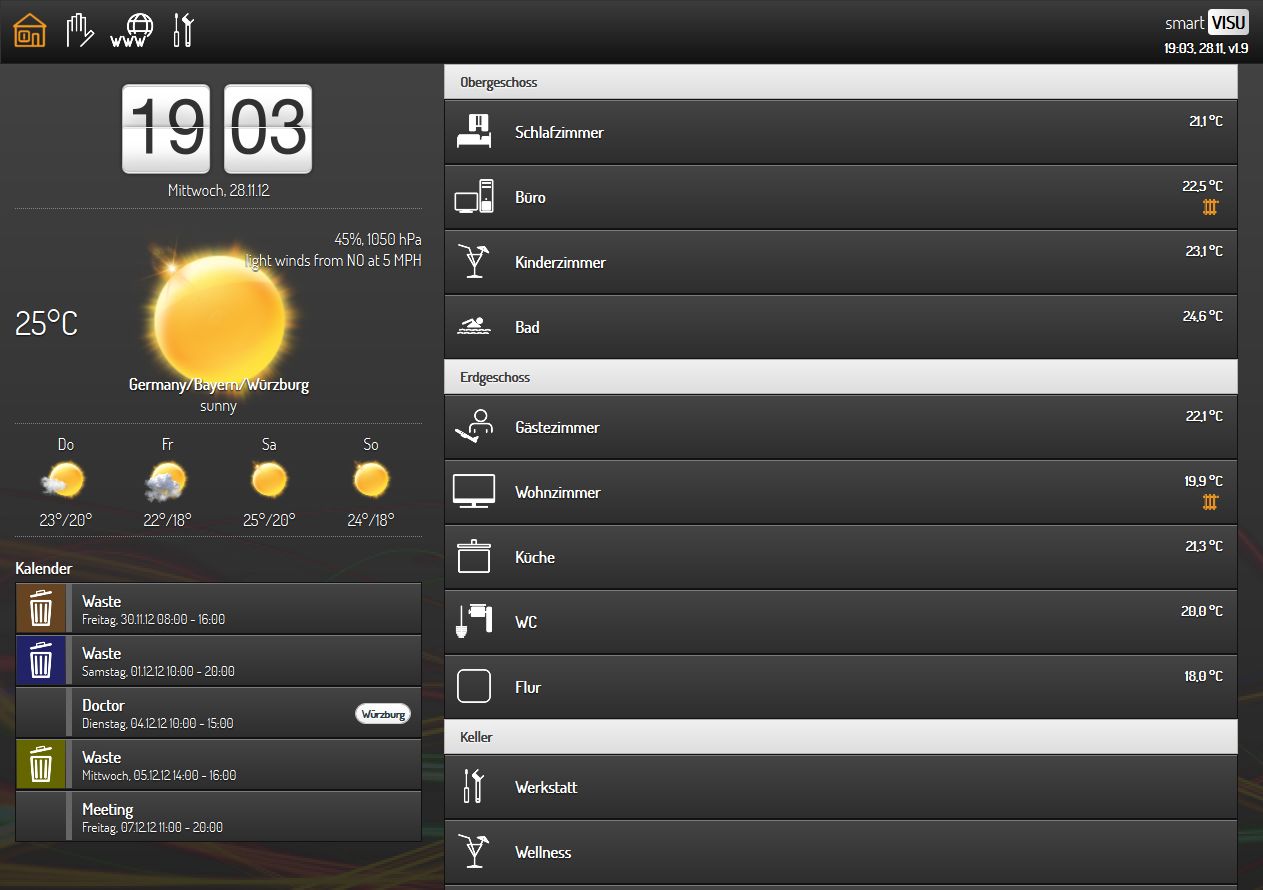 www
smart VISU
19:03, 28.11, v1.9
19 03
Mittwoch, 28.11.12
45%, 1050 hPa
light winds from NO at 5 MPH
25°C
Germany/Bayern/Würzburg
sunny
Do Fr Sa So
23°/20° 22°/18° 25°/20° 24°/18°
Kalender
Waste
Freitag, 30.11.12 08:00 - 16:00
Waste
Samstag, 01.12.12 10:00 - 20:00
Doctor
Dienstag, 04.12.12 10:00 - 15:00
Würzburg
Waste
Mittwoch, 05.12.12 14:00 - 16:00
Meeting
Freitag, 07.12.12 11:00 - 20:00
Obergeschoss
Schlafzimmer 21,1 °C
Büro 22,5 °C
Kinderzimmer 23,1 °C
Bad 24,6 °C
Erdgeschoss
Gästezimmer 22,1 °C
Wohnzimmer 19,9 °C
Küche 21,3 °C
WC 20,0 °C
Flur 18,0 °C
Keller
Werkstatt
Wellness